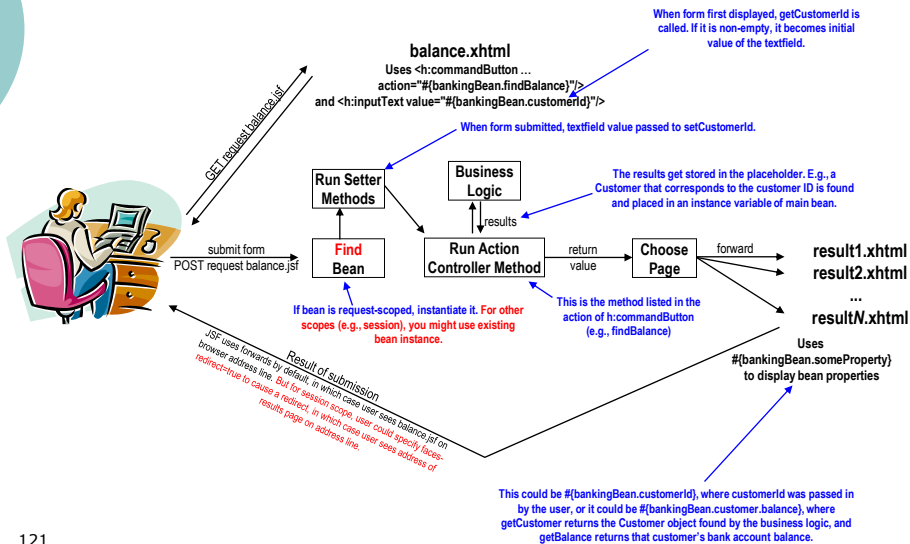 When form first displayed, getCustomerId is
called. If it is non-empty, it becomes initial
value of the textfield.
balance.xhtml
Uses <h:commandButton …
action="#{bankingBean.findBalance}"/>
and <h:inputText value="#{bankingBean.customerId}"/>
GET request balance.jsf
When form submitted, textfield value passed to setCustomerId.
Run Setter
Methods
Business
Logic
results
The results get stored in the placeholder. E.g., a
Customer that corresponds to the customer ID is found
and placed in an instance variable of main bean.
submit form
POST request balance.jsf
Find
Bean
Run Action
Controller Method
return
value
Choose
Page
forward
result1.xhtml
result2.xhtml
...
resultN.xhtml
If bean is request-scoped, instantiate it. For other
scopes (e.g., session), you might use existing
bean instance.
This is the method listed in the
action of h:commandButton
(e.g., findBalance)
Uses
#{bankingBean.someProperty}
to display bean properties
Result of submission
JSF uses forwards by default, in which case user sees balance.jsf on
browser address line. But for session scope, user could specify faces-
redirect=true to cause a redirect, in which case user sees address of
results page on address line.
This could be #{bankingBean.customerId}, where customerId was passed in
by the user, or it could be #{bankingBean.customer.balance}, where
getCustomer returns the Customer object found by the business logic, and
getBalance returns that customer's bank account balance.
121